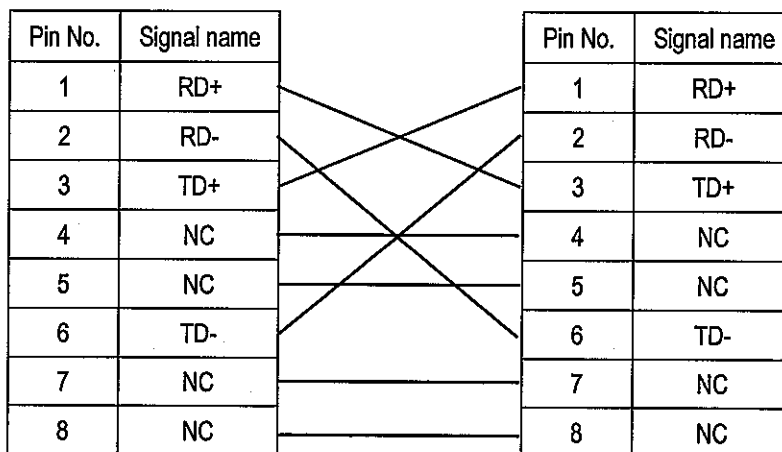 Pin No. Signal name Pin No. Signal name
1 RD+ 1 RD+
2 RD- 2 RD-
3 TD+ 3 TD+
4 NC 4 NC
5 NC 5 NC
6 TD- 6 TD-
7 NC 7 NC
8 NC 8 NC